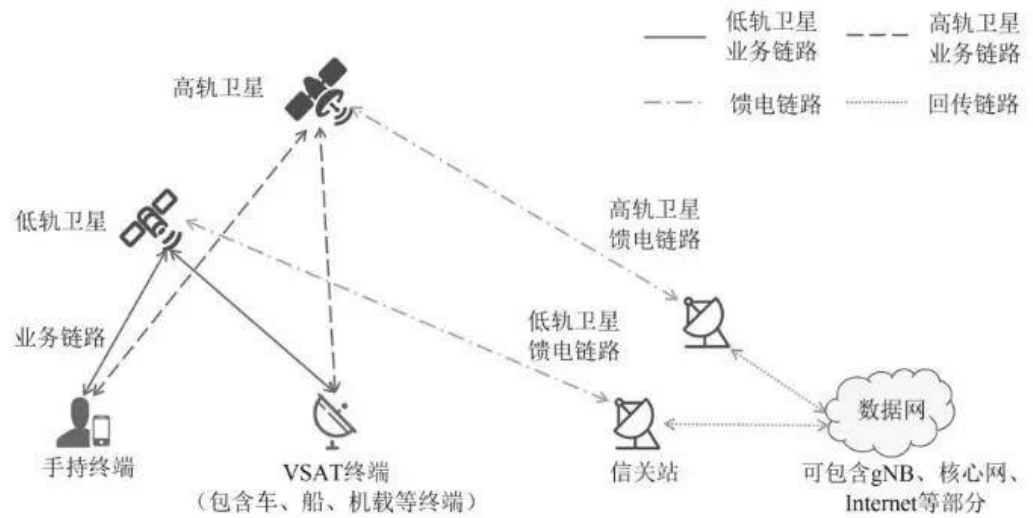 低轨卫星
业务链路
高轨卫星
业务链路
馈电链路
回传链路
高轨卫星
低轨卫星
高轨卫星
馈电链路
业务链路
低轨卫星
馈电链路
数据网
手持终端
VSAT终端
（包含车、船、机载等终端）
信关站
可包含gNB、核心网、
Internet等部分